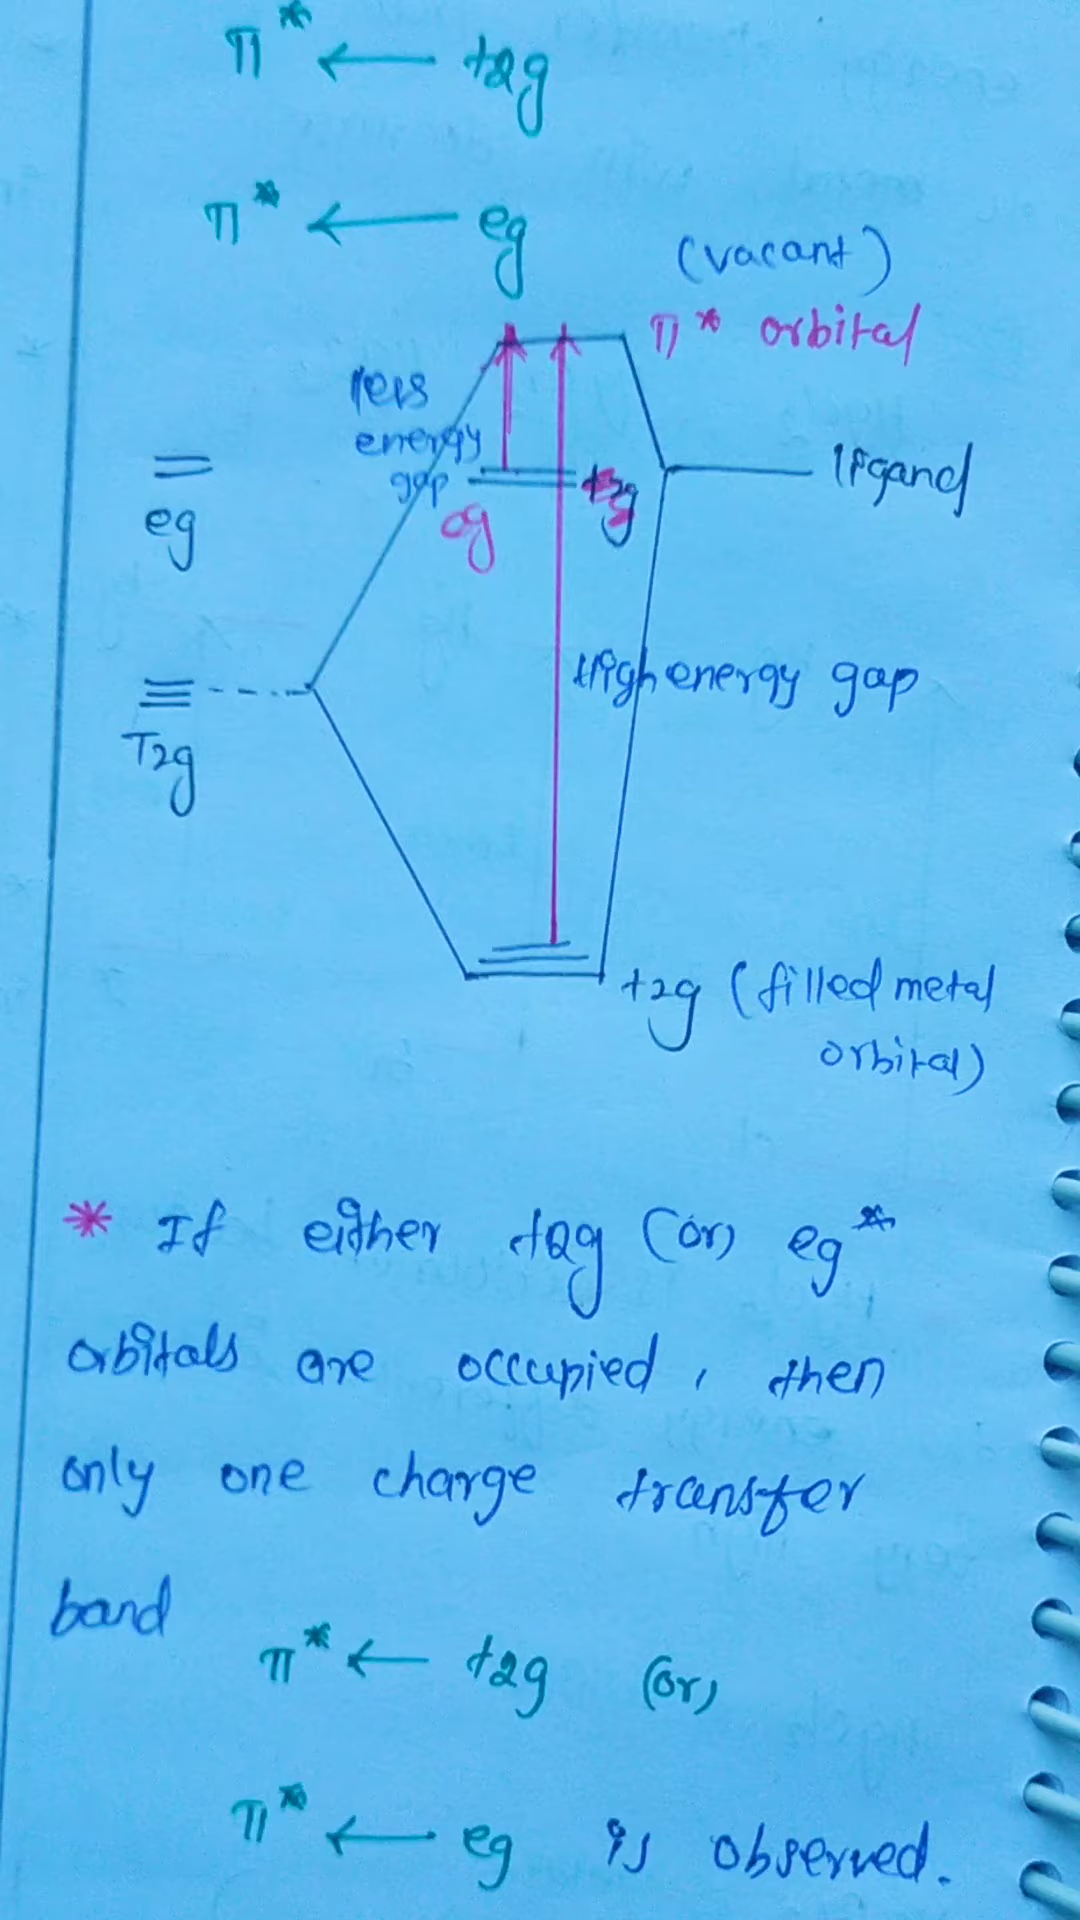 π* ← t2g
π* ← eg
(vacant)
π* orbital
less
energy
gap
eg
ligand
eg
High energy gap
T2g
t2g (filled metal
orbital)
* If either t2g (or) eg*
orbitals are occupied, then
only one charge transfer
band
π* ← t2g (or)
π* ← eg is observed.